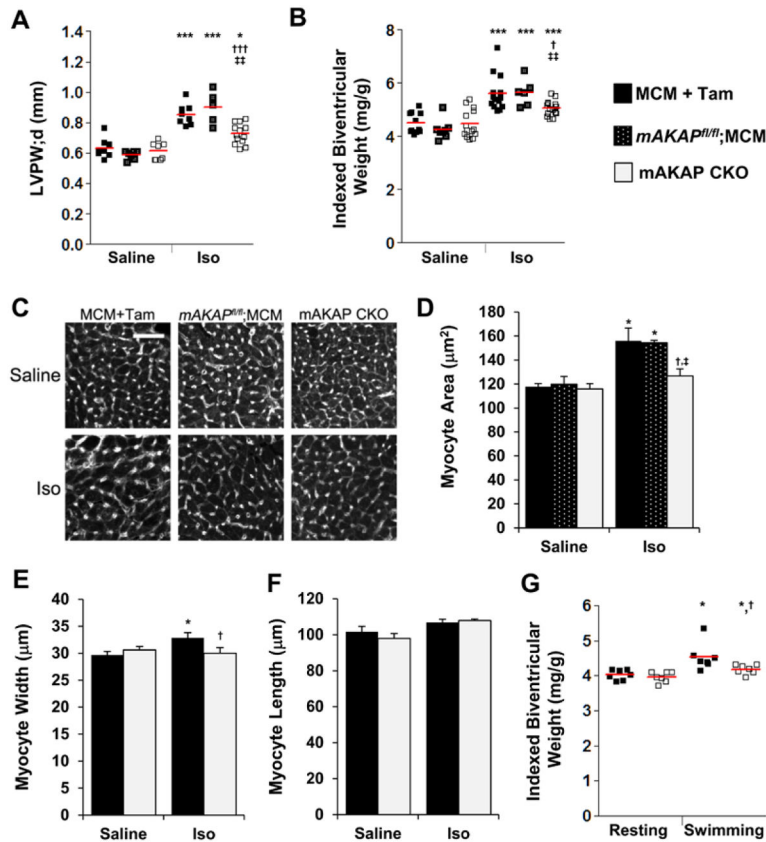 A
LVPW;d (mm)
1.4
1.2
1.0
0.8
0.6
0.4
0.2
0.0
*** *** *
†††
‡‡
Saline Iso
B
Indexed Biventricular
Weight (mg/g)
8
6
4
2
0
*** *** ***
†
‡‡
Saline Iso
MCM + Tam
mAKAPfl/fl;MCM
mAKAP CKO
C
MCM+Tam mAKAPfl/fl;MCM mAKAP CKO
Saline
Iso
D
Myocyte Area (µm2)
180
160
140
120
100
80
60
40
20
0
* * †,‡
Saline Iso
E
Myocyte Width (µm)
40
35
30
25
20
15
10
5
0
* †
Saline Iso
F
Myocyte Length (µm)
120
100
80
60
40
20
0
Saline Iso
G
Indexed Biventricular
Weight (mg/g)
6
5
4
3
2
1
0
* *,†
Resting Swimming